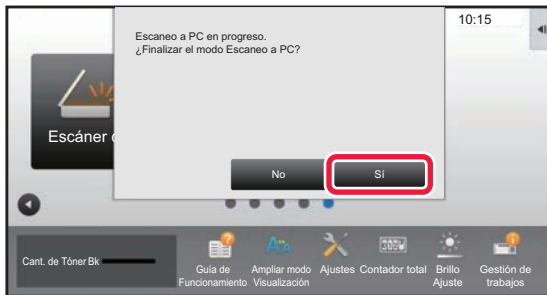 10:15
Escaneo a PC en progreso.
¿Finalizar el modo Escaneo a PC?
Escáner
No
Sí
Cant. de Tóner Bk
Guía de
Funcionamiento
Ampliar modo
Visualización
Ajustes
Contador total
Brillo
Ajuste
Gestión de
trabajos